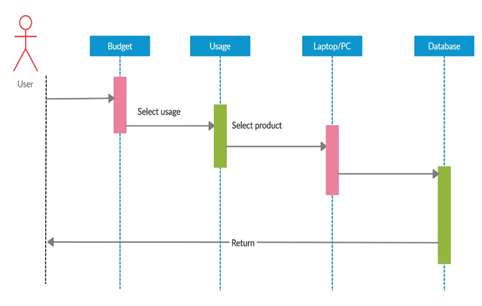 Budget
Usage
Laptop/PC
Database
User
Select usage
Select product
Return